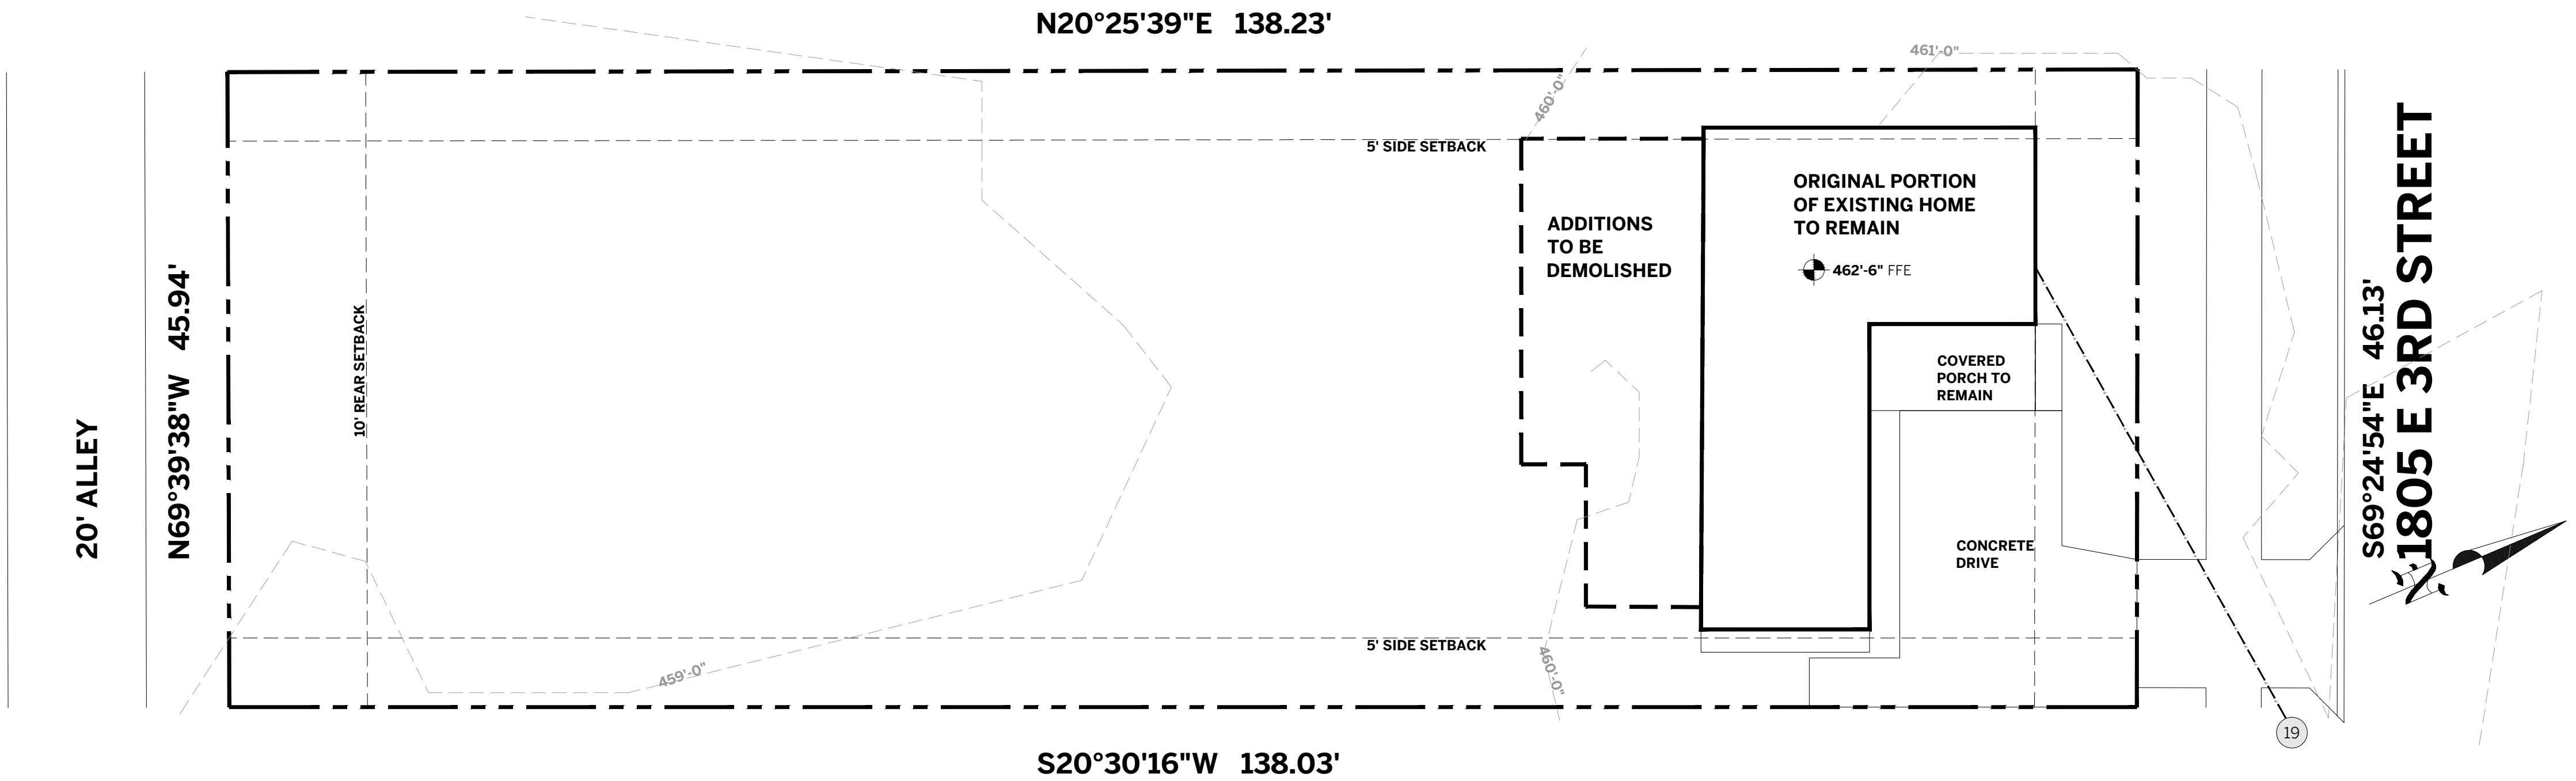 N20°25'39"E 138.23'
461'-0"
460'-0"
5' SIDE SETBACK
ORIGINAL PORTION
OF EXISTING HOME
TO REMAIN
462'-6" FFE
ADDITIONS
TO BE
DEMOLISHED
COVERED
PORCH TO
REMAIN
CONCRETE
DRIVE
10' REAR SETBACK
20' ALLEY
N69°39'38"W 45.94'
S69°24'54"E 46.13'
1805 E 3RD STREET
5' SIDE SETBACK
459'-0"
460'-0"
19
S20°30'16"W 138.03'